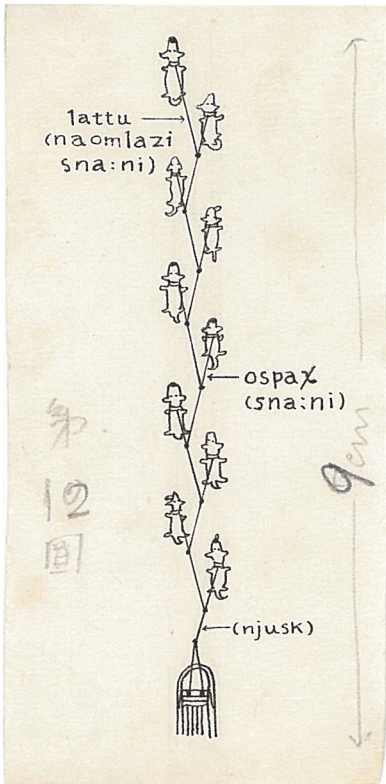 lattu
(naomlazi
sna:ni)
ospaχ
(sna:ni)
(njusk)
第
12
回
9cm